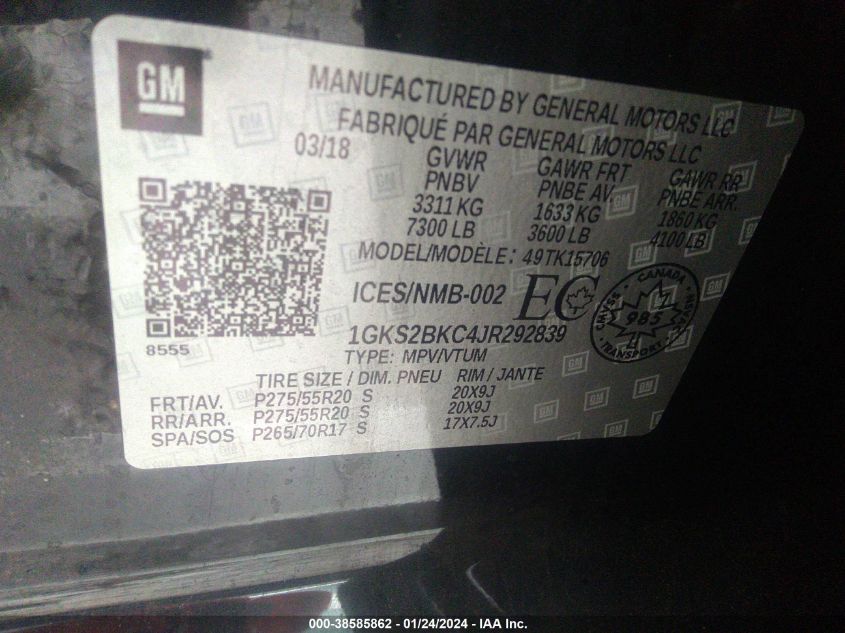 GM
MANUFACTURED BY GENERAL MOTORS LLC
FABRIQUÉ PAR GENERAL MOTORS LLC
03/18
GVWR GAWR FRT GAWR RR
PNBV PNBE AV. PNBE ARR.
3311 KG 1633 KG 1860 KG
7300 LB 3600 LB 4100 LB
MODEL/MODÈLE: 49TK15706
ICES/NMB-002 EC
CANADA
985
8555
1GKS2BKC4JR292839
TYPE: MPV/VTUM
TIRE SIZE / DIM. PNEU RIM / JANTE
FRT/AV. P275/55R20 S 20X9J
RR/ARR. P275/55R20 S 20X9J
SPA/SOS P265/70R17 S 17X7.5J
000-38585862 - 01/24/2024 - IAA Inc.